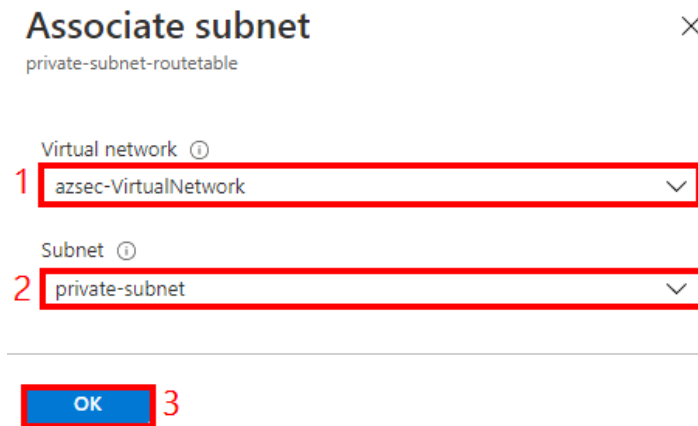 Associate subnet
private-subnet-routetable
Virtual network
1 azsec-VirtualNetwork
Subnet
2 private-subnet
OK 3